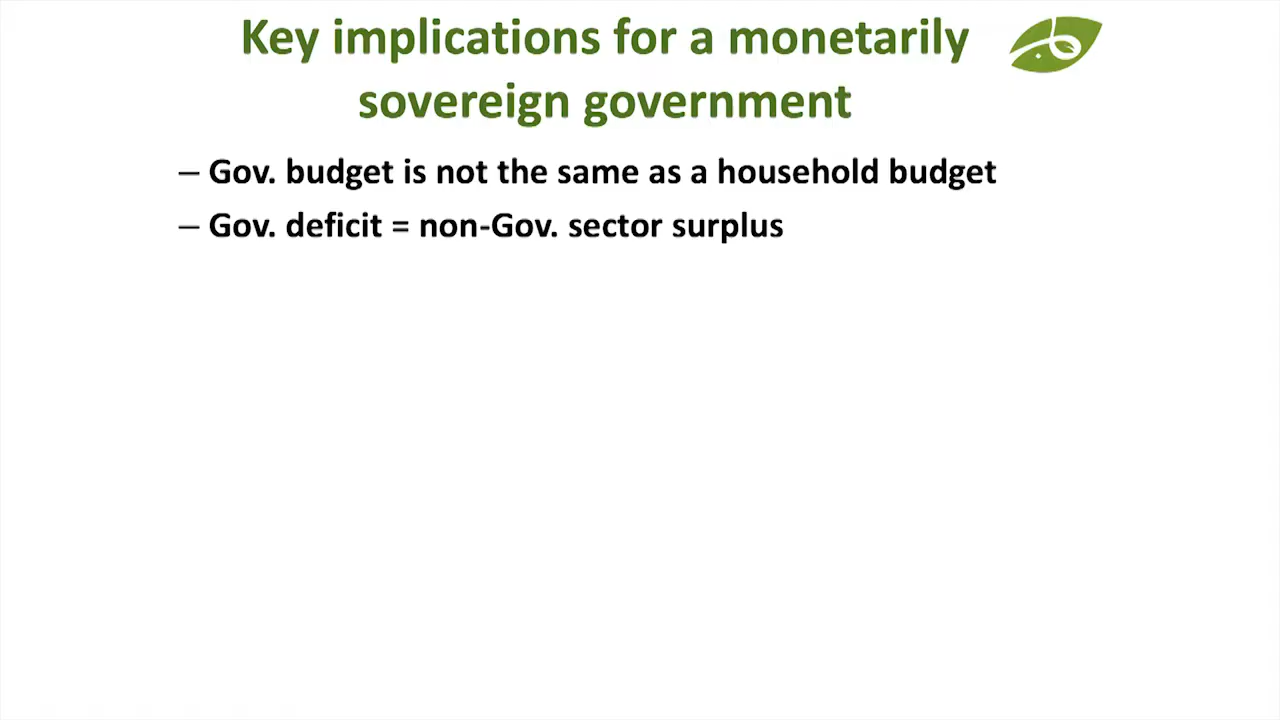 Key implications for a monetarily
sovereign government
– Gov. budget is not the same as a household budget
– Gov. deficit = non-Gov. sector surplus